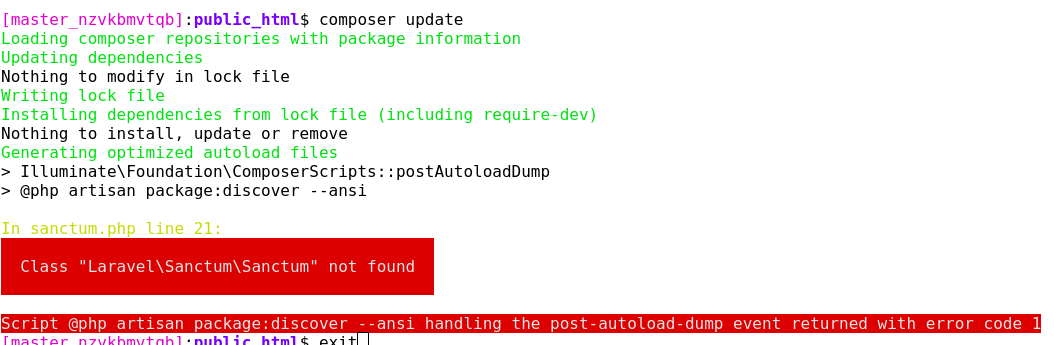 [master_nzvkbmvtqb]:public_html$ composer update
Loading composer repositories with package information
Updating dependencies
Nothing to modify in lock file
Writing lock file
Installing dependencies from lock file (including require-dev)
Nothing to install, update or remove
Generating optimized autoload files
> Illuminate\Foundation\ComposerScripts::postAutoloadDump
> @php artisan package:discover --ansi
In sanctum.php line 21:
Class "Laravel\Sanctum\Sanctum" not found
Script @php artisan package:discover --ansi handling the post-autoload-dump event returned with error code 1
[master_nzvkbmvtqb]:public_html$ exit